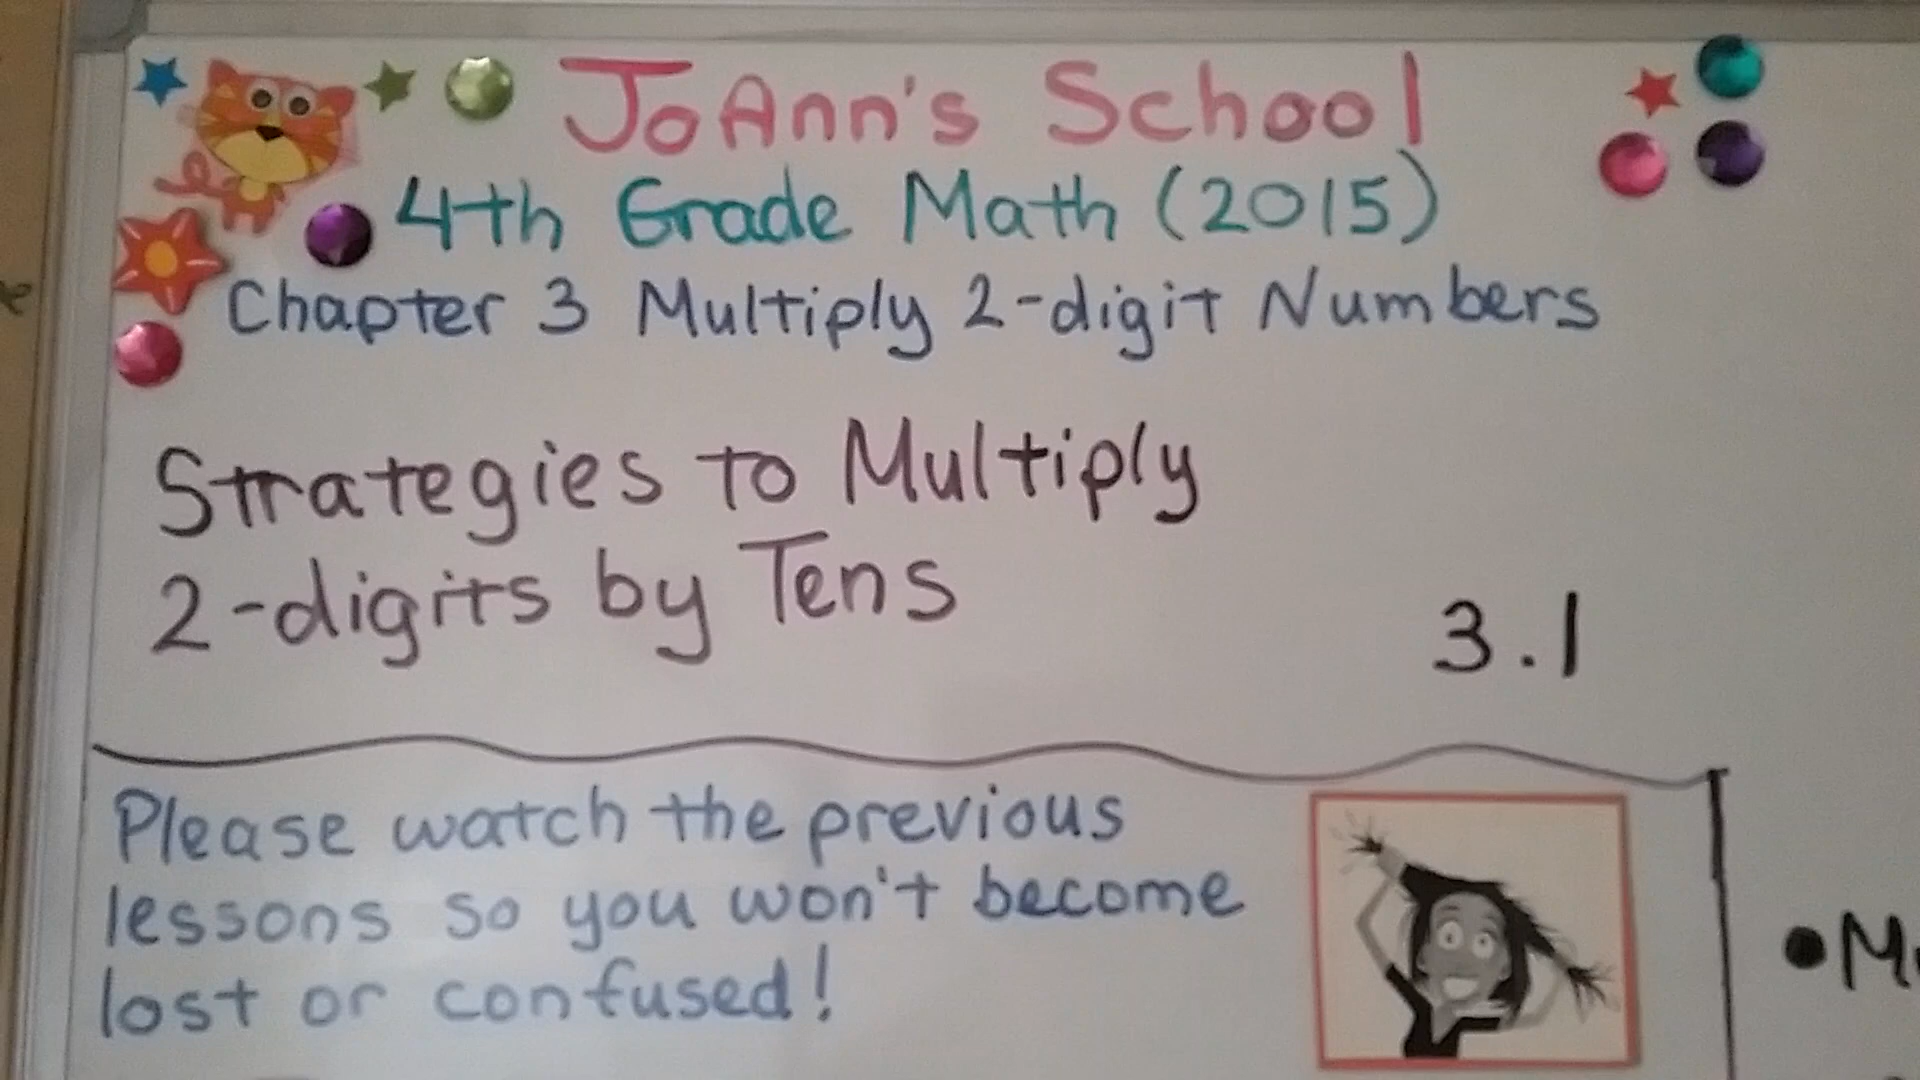 JoAnn's School
4th Grade Math (2015)
Chapter 3 Multiply 2-digit Numbers
Strategies to Multiply
2-digits by Tens
3.1
Please watch the previous
lessons so you won't become
lost or confused!